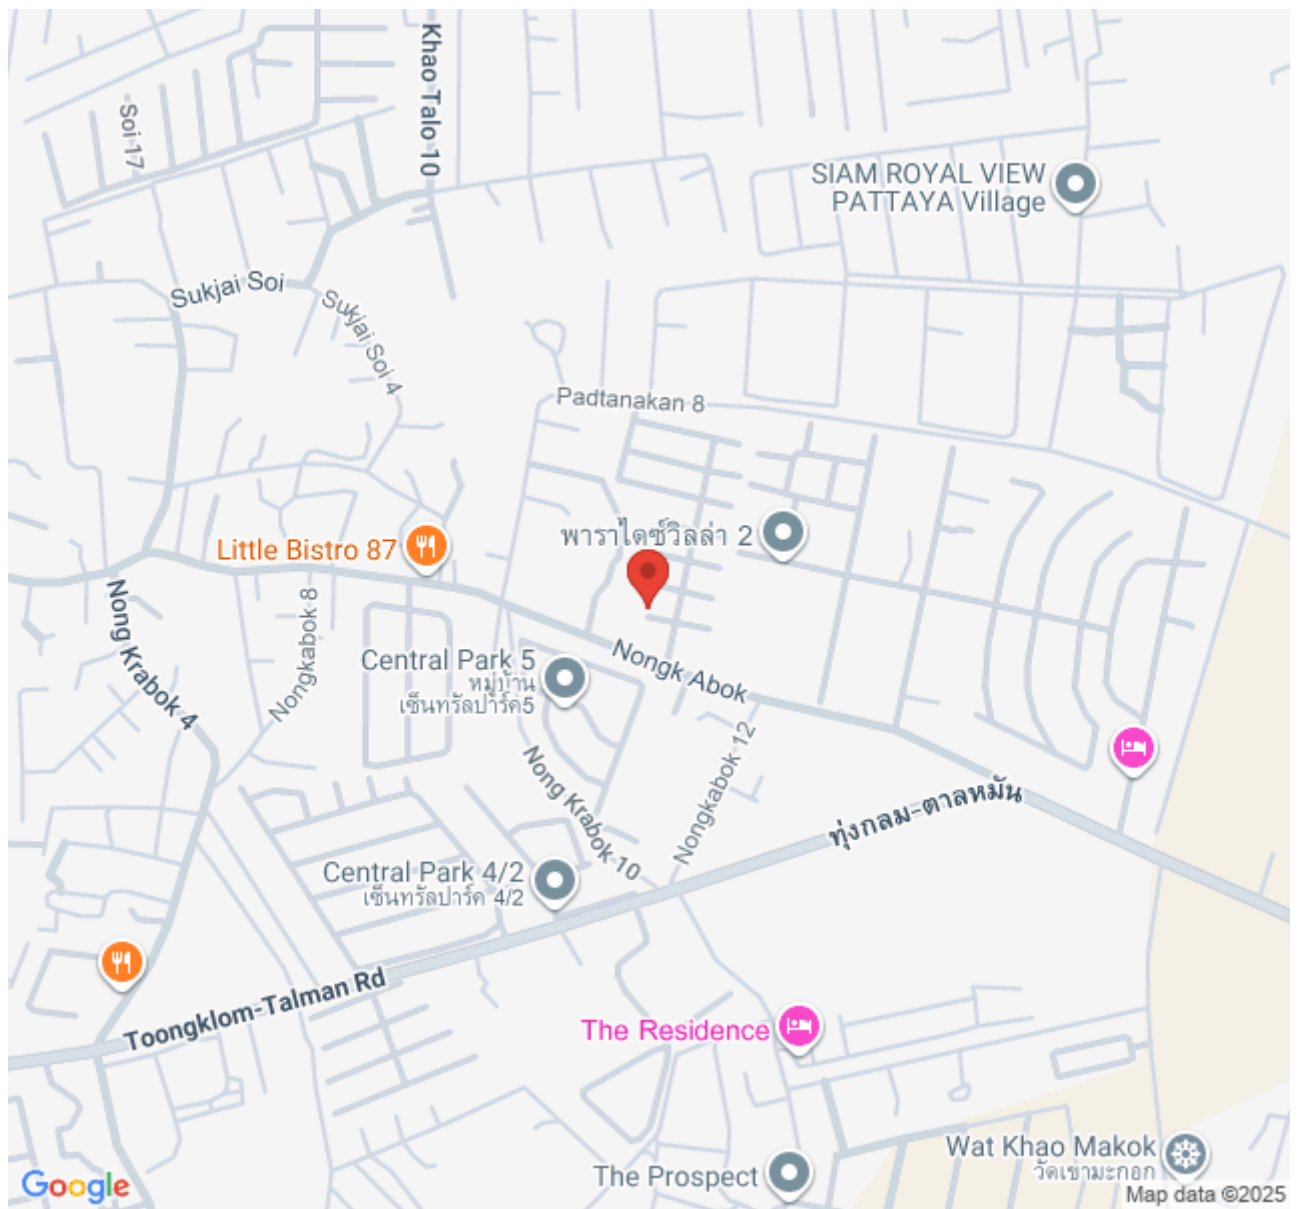 Khao Talo 10
Soi 17
SIAM ROYAL VIEW
PATTAYA Village
Sukjai Soi
Sukjai Soi 4
Padtanakan 8
พาราไดซ์วิลล่า 2
Little Bistro 87
Nong Krabok 4
Nongkabok 8
Central Park 5
หมู่บ้าน
เซ็นทรัลปาร์ค5
Nongk Abok
Nongkabok 12
Nong Krabok 10
ทุ่งกลม-ตาลหมัน
Central Park 4/2
เซ็นทรัลปาร์ค 4/2
Toongklom-Talman Rd
The Residence
Wat Khao Makok
วัดเขามะกอก
The Prospect
Google
Map data ©2025